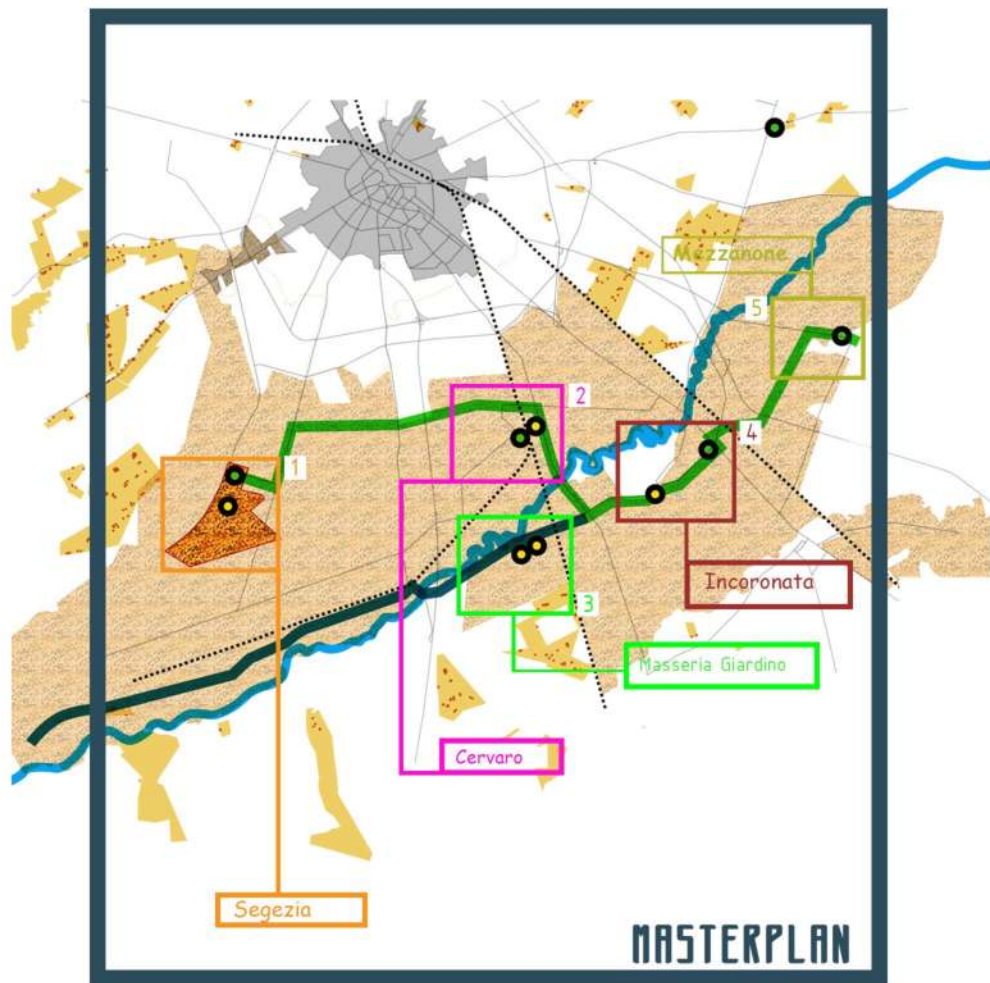 Mezzanone
5
2
4
1
Incoronata
3
Masseria Giardino
Cervaro
Segezia
MASTERPLAN